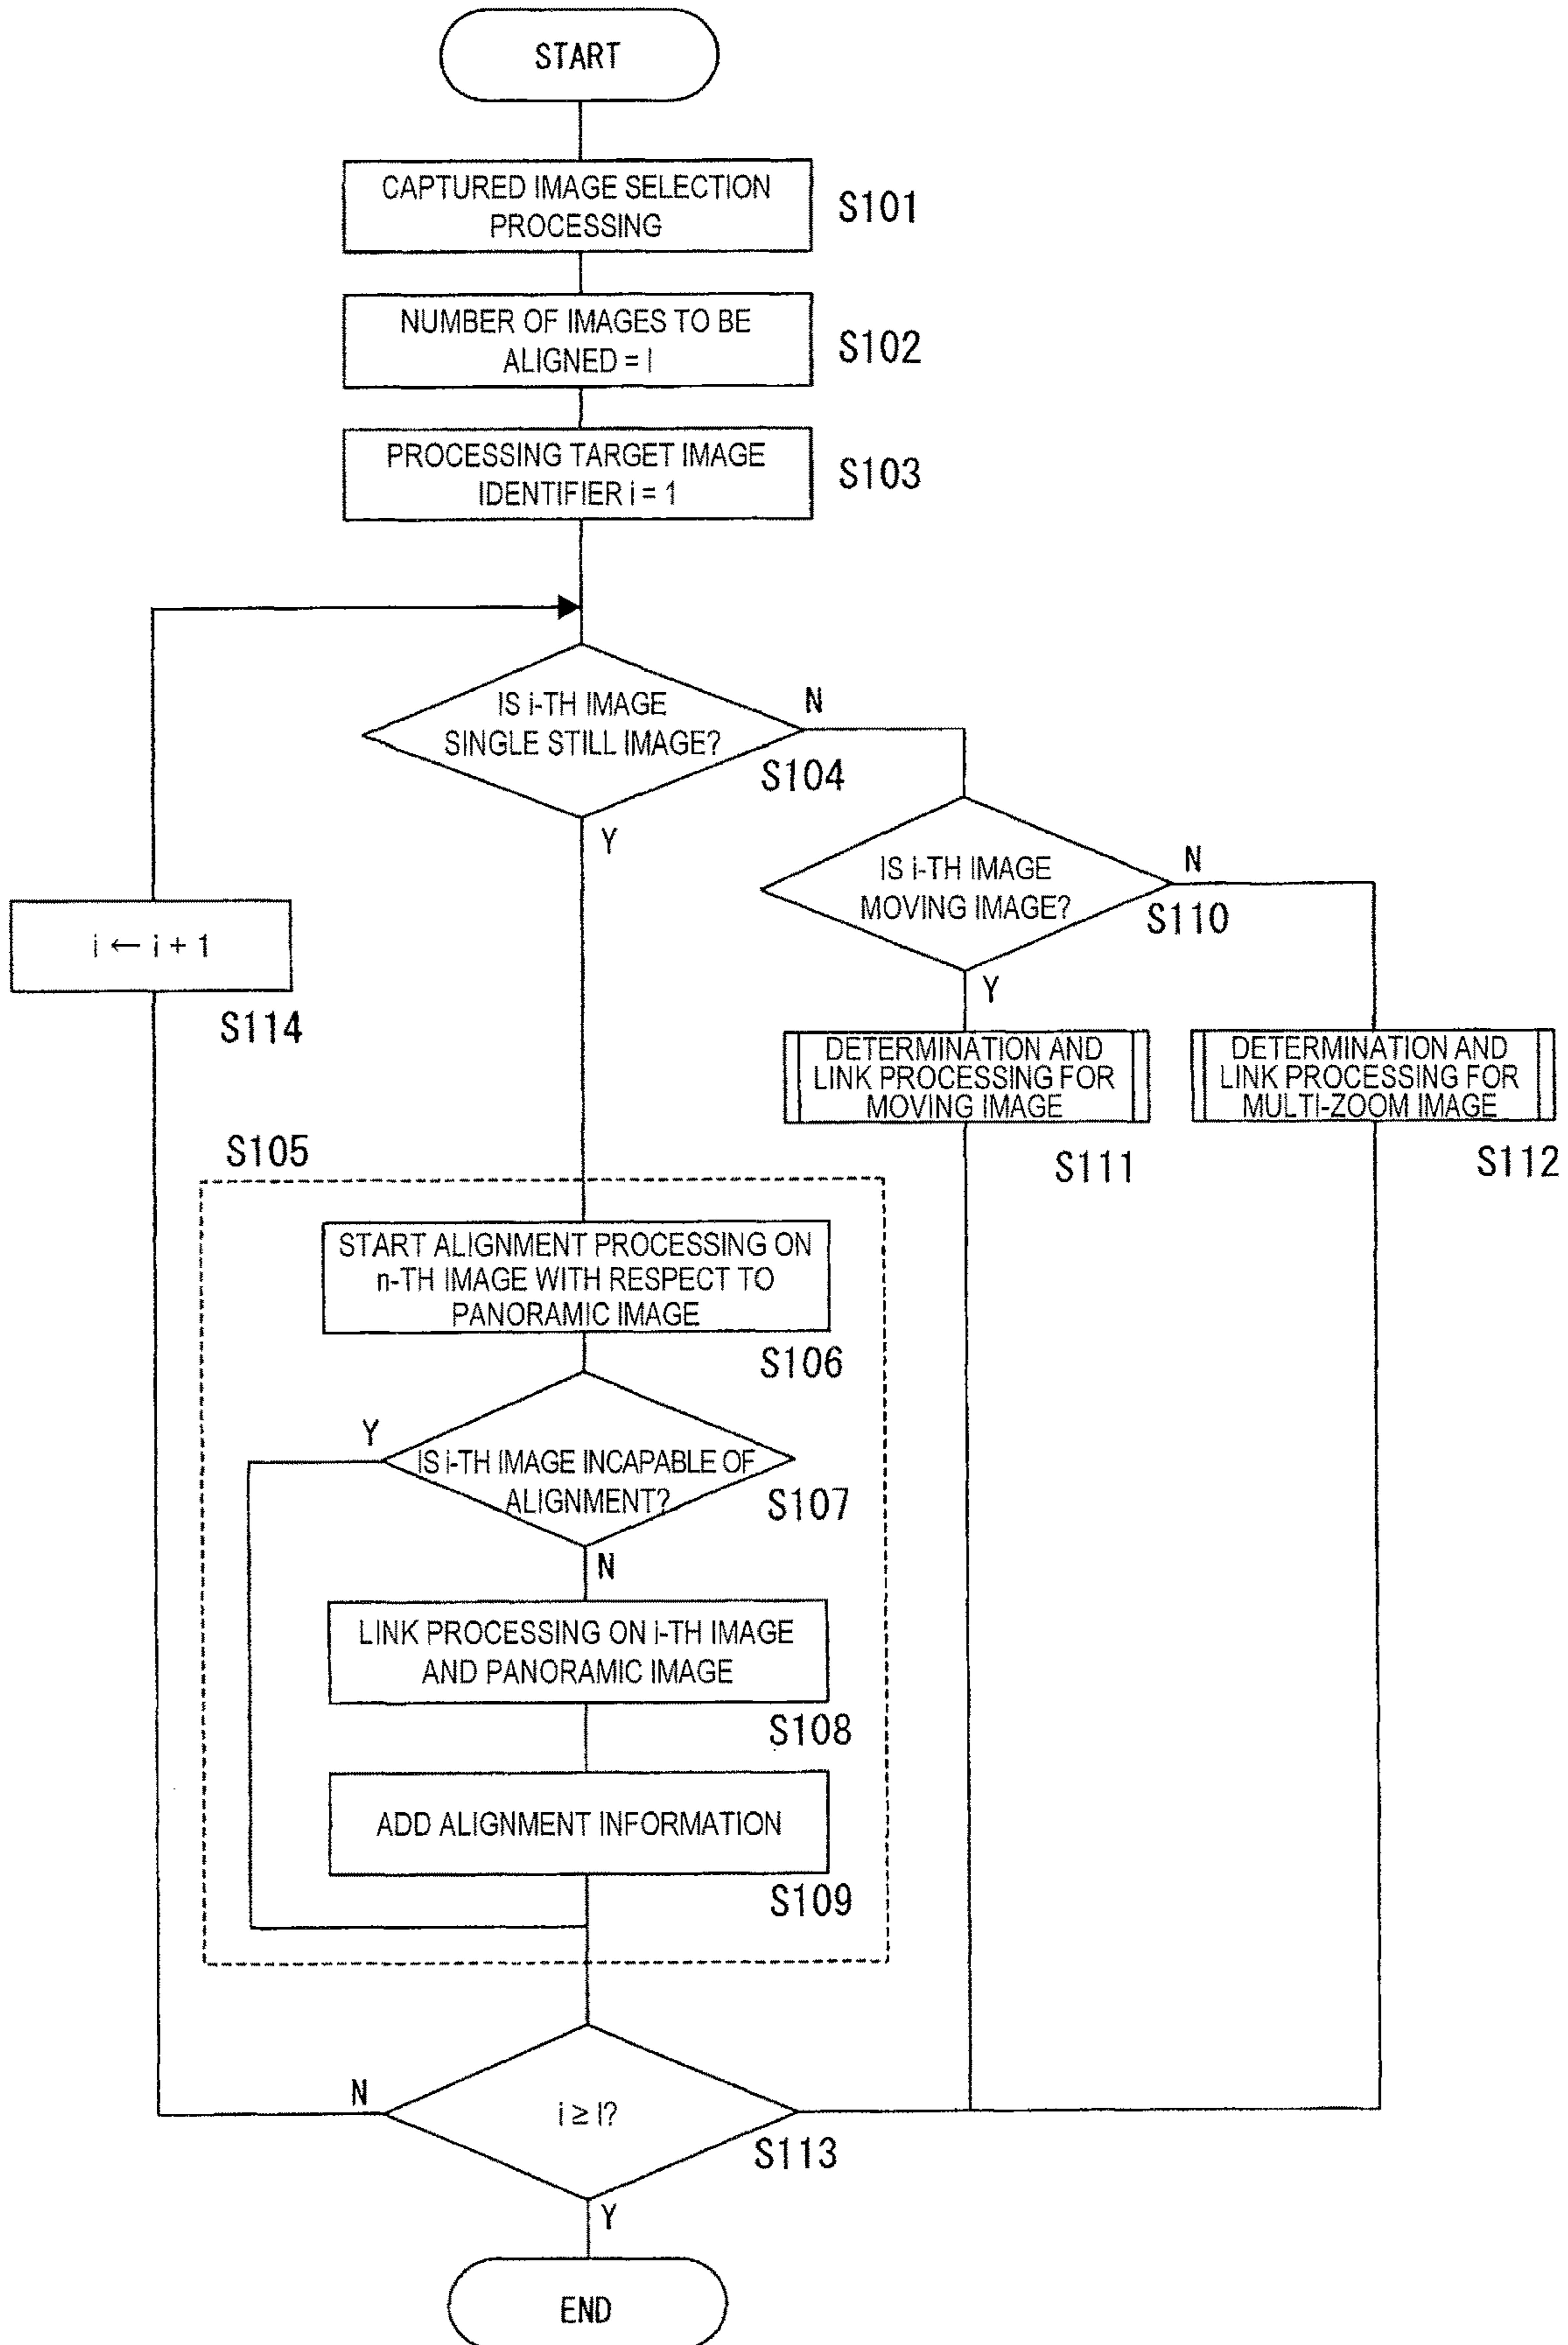 START
CAPTURED IMAGE SELECTION
PROCESSING
S101
NUMBER OF IMAGES TO BE
ALIGNED = I
S102
PROCESSING TARGET IMAGE
IDENTIFIER i = 1
S103
IS i-TH IMAGE
SINGLE STILL IMAGE?
N
S104
Y
IS i-TH IMAGE
MOVING IMAGE?
N
S110
Y
i ← i + 1
S114
DETERMINATION AND
LINK PROCESSING FOR
MOVING IMAGE
S111
DETERMINATION AND
LINK PROCESSING FOR
MULTI-ZOOM IMAGE
S112
S105
START ALIGNMENT PROCESSING ON
n-TH IMAGE WITH RESPECT TO
PANORAMIC IMAGE
S106
Y
IS i-TH IMAGE INCAPABLE OF
ALIGNMENT?
S107
N
LINK PROCESSING ON i-TH IMAGE
AND PANORAMIC IMAGE
S108
ADD ALIGNMENT INFORMATION
S109
N
i ≥ I?
S113
Y
END